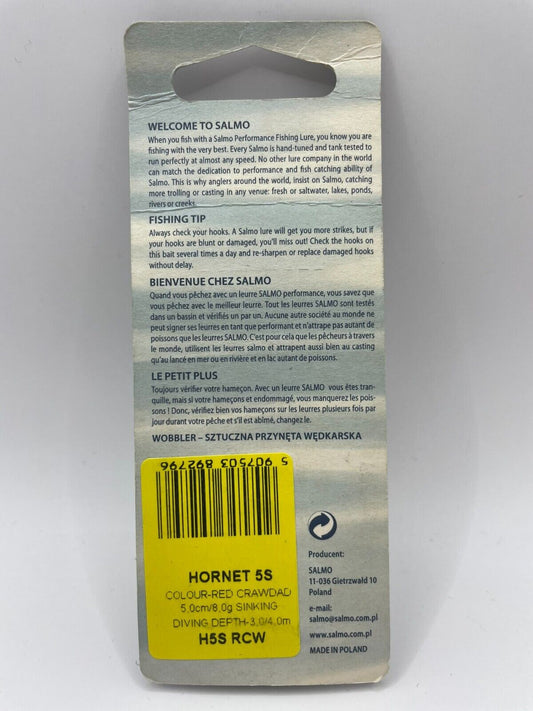 WELCOME TO SALMO
When you fish with a Salmo Performance Fishing Lure, you know you are
fishing with the very best. Every Salmo is hand-tuned and tank tested to
run perfectly at almost any speed. No other lure company in the world
can match the dedication to performance and fish catching ability of
Salmo. This is why anglers around the world, insist on Salmo, catching
more trolling or casting in any venue: fresh or saltwater, lakes, ponds,
rivers or creeks.
FISHING TIP
Always check your hooks. A Salmo lure will get you more strikes, but if
your hooks are blunt or damaged, you'll miss out! Check the hooks on
this bait several times a day and re-sharpen or replace damaged hooks
without delay.
BIENVENUE CHEZ SALMO
Quand vous pêchez avec un leurre SALMO performance, vous savez que
vous pêchez avec le meilleur leurre. Tout les leurres SALMO sont testés
dans un bassin et vérifiés un par un. Aucune autre société au monde ne
peut signer ses leurres en tant que performant et n'attrape pas autant de
poissons que les leurres SALMO. C'est pour cela que les pêcheurs à travers
le monde, utilisent les leurres salmo et attrapent aussi bien au casting
qu'au lancé en mer ou en rivière et en lac autant de poissons.
LE PETIT PLUS
Toujours vérifier votre hameçon. Avec un leurre SALMO vous êtes tran-
quille, mais si votre hameçons et endommagé, vous manquerez les pois-
sons ! Donc, vérifiez bien vos hameçons sur les leurres plusieurs fois par
jour durant votre pêche et s'il est abîmé, changez le.
WOBBLER – SZTUCZNA PRZYNĘTA WĘDKARSKA
5 907503 892796
HORNET 5S
COLOUR-RED CRAWDAD
5,0cm/8,0g SINKING
DIVING DEPTH-3,0/4,0m
H5S RCW
Producent:
SALMO
11-036 Gietrzwałd 10
Poland
e-mail:
salmo@salmo.com.pl
www.salmo.com.pl
MADE IN POLAND